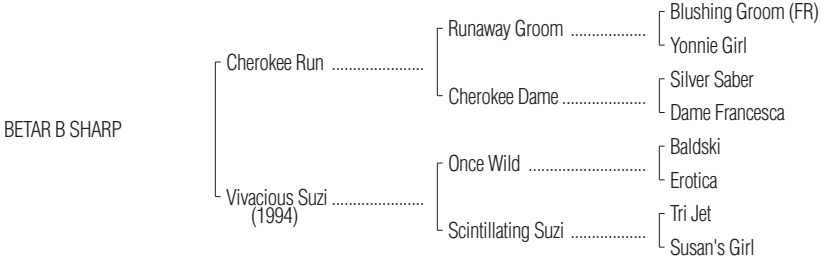 Blushing Groom (FR)
Runaway Groom ..................
Yonnie Girl
Cherokee Run ......................
Silver Saber
Cherokee Dame ....................
Dame Francesca
BETAR B SHARP
Baldski
Once Wild ............................
Erotica
Vivacious Suzi ......................
(1994)
Tri Jet
Scintillating Suzi ..................
Susan's Girl